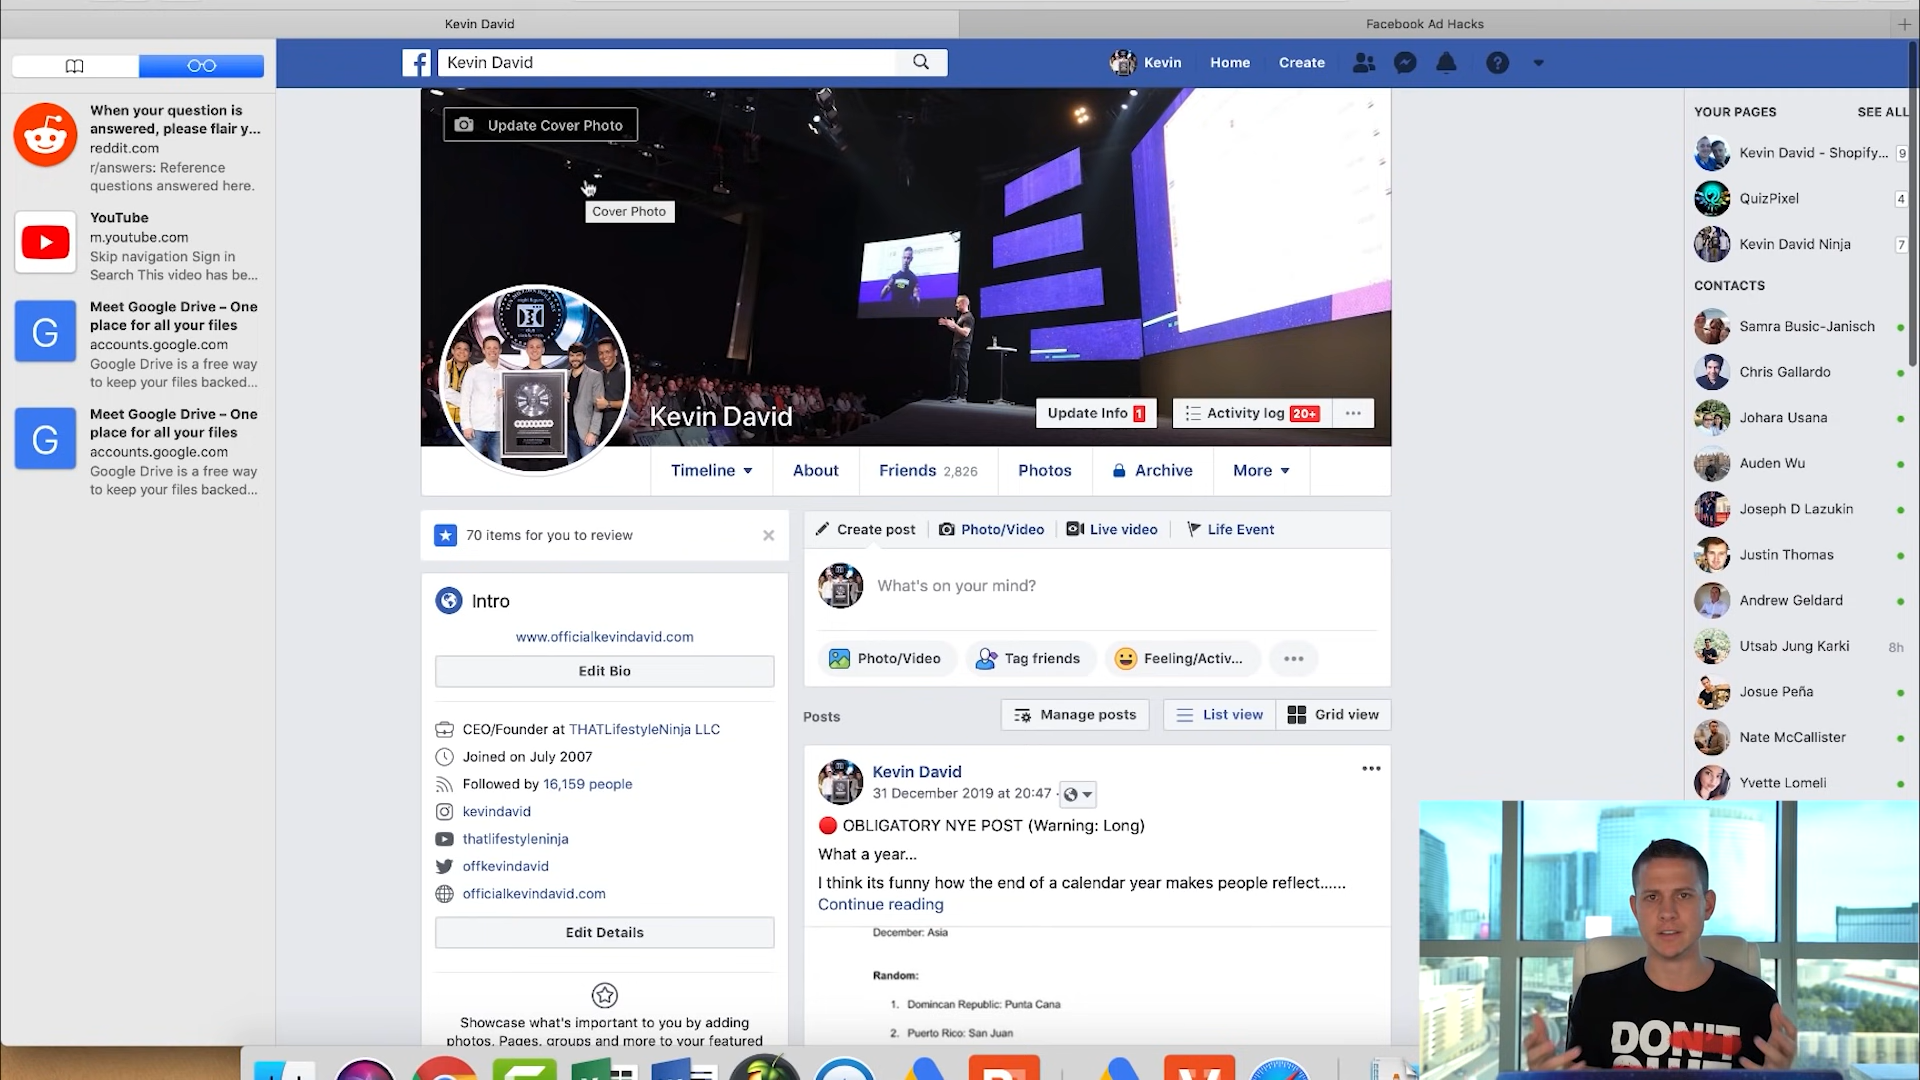 Kevin David
Facebook Ad Hacks
Kevin David
Kevin
Home
Create
When your question is
answered, please flair y...
reddit.com
r/answers: Reference
questions answered here.
YouTube
m.youtube.com
Skip navigation Sign in
Search This video has be...
Meet Google Drive – One
place for all your files
accounts.google.com
Google Drive is a free way
to keep your files backed...
Meet Google Drive – One
place for all your files
accounts.google.com
Google Drive is a free way
to keep your files backed...
Update Cover Photo
Cover Photo
Kevin David
Update Info 1
Activity log 20+
Timeline
About
Friends 2,826
Photos
Archive
More
70 items for you to review
Intro
www.officialkevindavid.com
Edit Bio
CEO/Founder at THATLifestyleNinja LLC
Joined on July 2007
Followed by 16,159 people
kevindavid
thatlifestyleninja
offkevindavid
officialkevindavid.com
Edit Details
Showcase what's important to you by adding
photos, Pages, groups and more to your featured
Create post
Photo/Video
Live video
Life Event
What's on your mind?
Photo/Video
Tag friends
Feeling/Activ...
Posts
Manage posts
List view
Grid view
Kevin David
31 December 2019 at 20:47 ·
OBLIGATORY NYE POST (Warning: Long)
What a year...
I think its funny how the end of a calendar year makes people reflect......
Continue reading
December: Asia
Random:
1. Domincan Republic: Punta Cana
2. Puerto Rico: San Juan
YOUR PAGES SEE ALL
Kevin David - Shopify... 9
QuizPixel 4
Kevin David Ninja 7
CONTACTS
Samra Busic-Janisch
Chris Gallardo
Johara Usana
Auden Wu
Joseph D Lazukin
Justin Thomas
Andrew Geldard
Utsab Jung Karki 8h
Josue Peña
Nate McCallister
Yvette Lomeli
DON'T